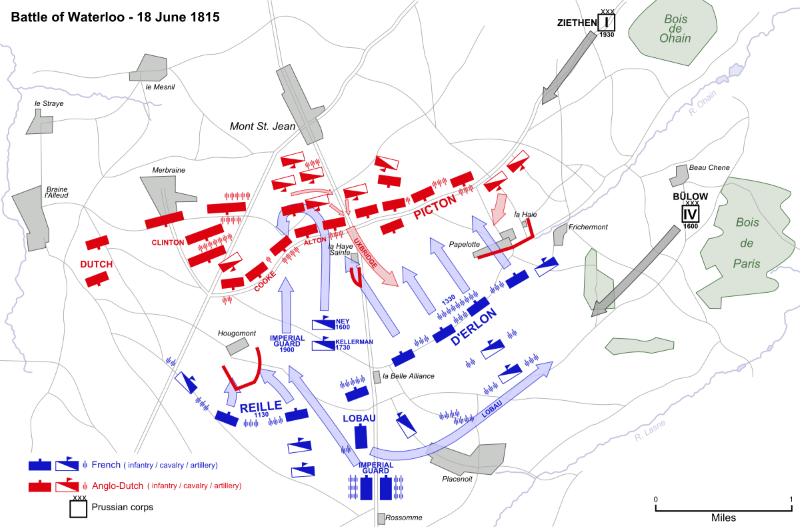 Battle of Waterloo - 18 June 1815
XXX
ZIETHEN
I
1930
Bois
de
Ohain
le Mesnil
le Straye
R. Ohain
Mont St. Jean
Merbraine
Braine
l'Alleud
Beau Chene
BÜLOW
XXX
IV
1600
Bois
de
Paris
PICTON
la Haie
Papelotte
Frichermont
CLINTON
ALTON
la Haye
Sainte
UXBRIDGE
DUTCH
COOKE
1330
D'ERLON
NEY
1600
KELLERMAN
1730
IMPERIAL
GUARD
1900
Hougomont
la Belle Alliance
REILLE
1130
LOBAU
LOBAU
R. Lasne
IMPERIAL
GUARD
Placenoit
Rossomme
French ( infantry / cavalry / artillery)
Anglo-Dutch ( infantry / cavalry / artillery)
XXX
Prussian corps
0 1
Miles